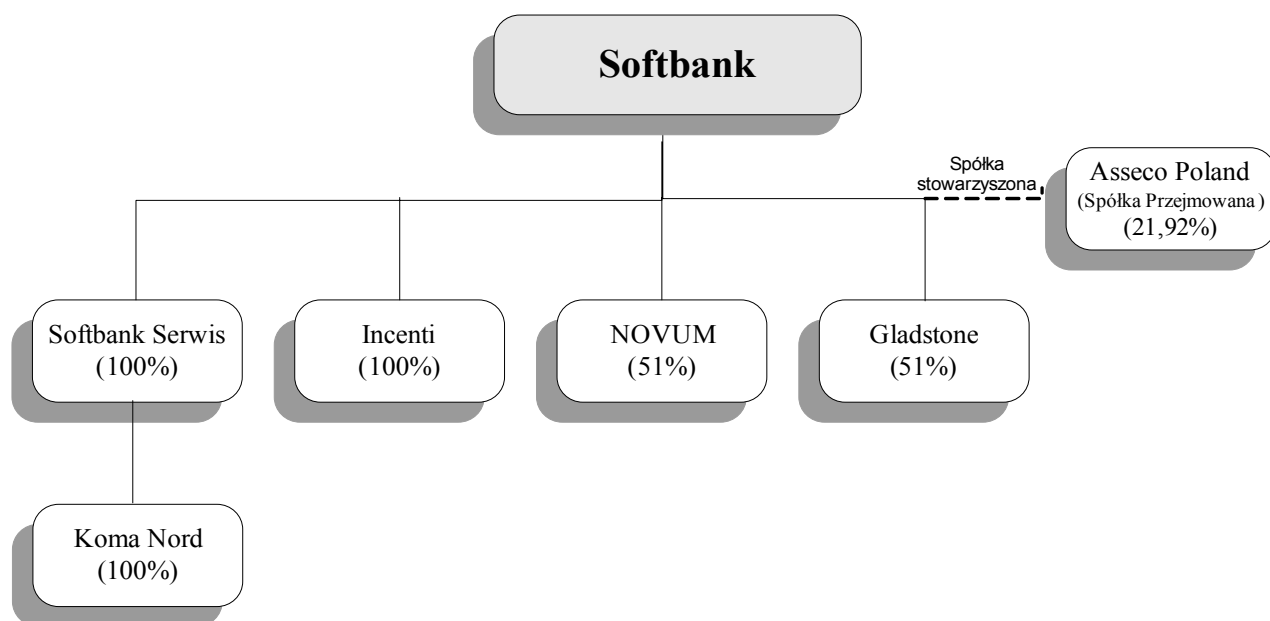 Softbank
Spółka
stowarzyszona
Asseco Poland
(Spółka Przejmowana )
(21,92%)
Softbank Serwis
(100%)
Incenti
(100%)
NOVUM
(51%)
Gladstone
(51%)
Koma Nord
(100%)